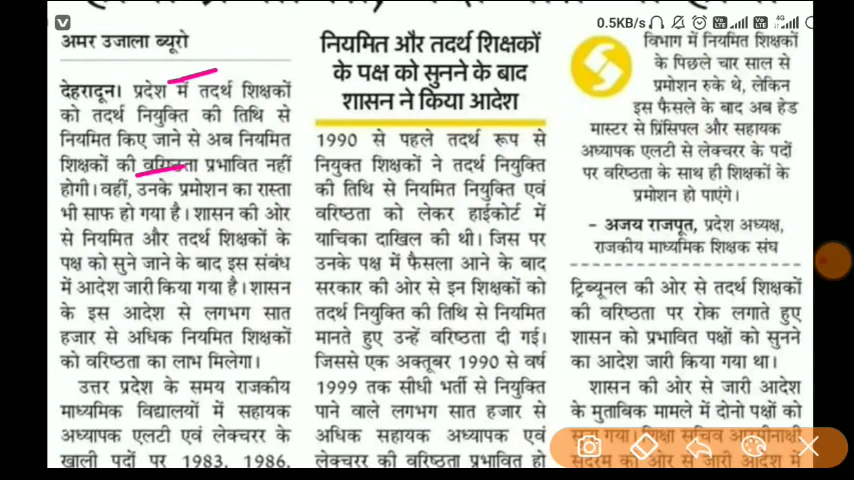 0.5KB/s
4G
अमर उजाला ब्यूरो
देहरादून। प्रदेश में तदर्थ शिक्षकों
को तदर्थ नियुक्ति की तिथि से
नियमित किए जाने से अब नियमित
शिक्षकों की वरिष्ठता प्रभावित नहीं
होगी। वहीं, उनके प्रमोशन का रास्ता
भी साफ हो गया है। शासन की ओर
से नियमित और तदर्थ शिक्षकों के
पक्ष को सुने जाने के बाद इस संबंध
में आदेश जारी किया गया है। शासन
के इस आदेश से लगभग सात
हजार से अधिक नियमित शिक्षकों
को वरिष्ठता का लाभ मिलेगा।
उत्तर प्रदेश के समय राजकीय
माध्यमिक विद्यालयों में सहायक
अध्यापक एलटी एवं लेक्चरर के
खाली पदों पर 1983, 1986,
नियमित और तदर्थ शिक्षकों
के पक्ष को सुनने के बाद
शासन ने किया आदेश
1990 से पहले तदर्थ रूप से
नियुक्त शिक्षकों ने तदर्थ नियुक्ति
की तिथि से नियमित नियुक्ति एवं
वरिष्ठता को लेकर हाईकोर्ट में
याचिका दाखिल की थी। जिस पर
उनके पक्ष में फैसला आने के बाद
सरकार की ओर से इन शिक्षकों को
तदर्थ नियुक्ति की तिथि से नियमित
मानते हुए उन्हें वरिष्ठता दी गई।
जिससे एक अक्तूबर 1990 से वर्ष
1999 तक सीधी भर्ती से नियुक्ति
पाने वाले लगभग सात हजार से
अधिक सहायक अध्यापक एवं
लेक्चरर की वरिष्ठता प्रभावित हो
विभाग में नियमित शिक्षकों
के पिछले चार साल से
प्रमोशन रुके थे, लेकिन
इस फैसले के बाद अब हेड
मास्टर से प्रिंसिपल और सहायक
अध्यापक एलटी से लेक्चरर के पदों
पर वरिष्ठता के साथ ही शिक्षकों के
प्रमोशन हो पाएंगे।
- अजय राजपूत, प्रदेश अध्यक्ष,
राजकीय माध्यमिक शिक्षक संघ
ट्रिब्यूनल की ओर से तदर्थ शिक्षकों
की वरिष्ठता पर रोक लगाते हुए
शासन को प्रभावित पक्षों को सुनने
का आदेश जारी किया गया था।
शासन की ओर से जारी आदेश
के मुताबिक मामले में दोनो पक्षों को
सुना गया। शिक्षा सचिव
की ओर से जारी आदेश में